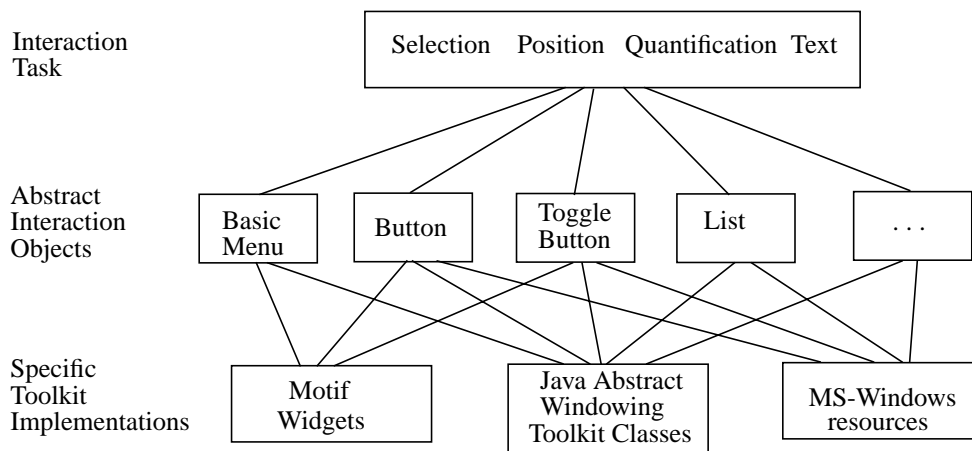 Interaction
Task
Selection Position Quantification Text
Abstract
Interaction
Objects
Basic
Menu
Button
Toggle
Button
List
...
Specific
Toolkit
Implementations
Motif
Widgets
Java Abstract
Windowing
Toolkit Classes
MS-Windows
resources